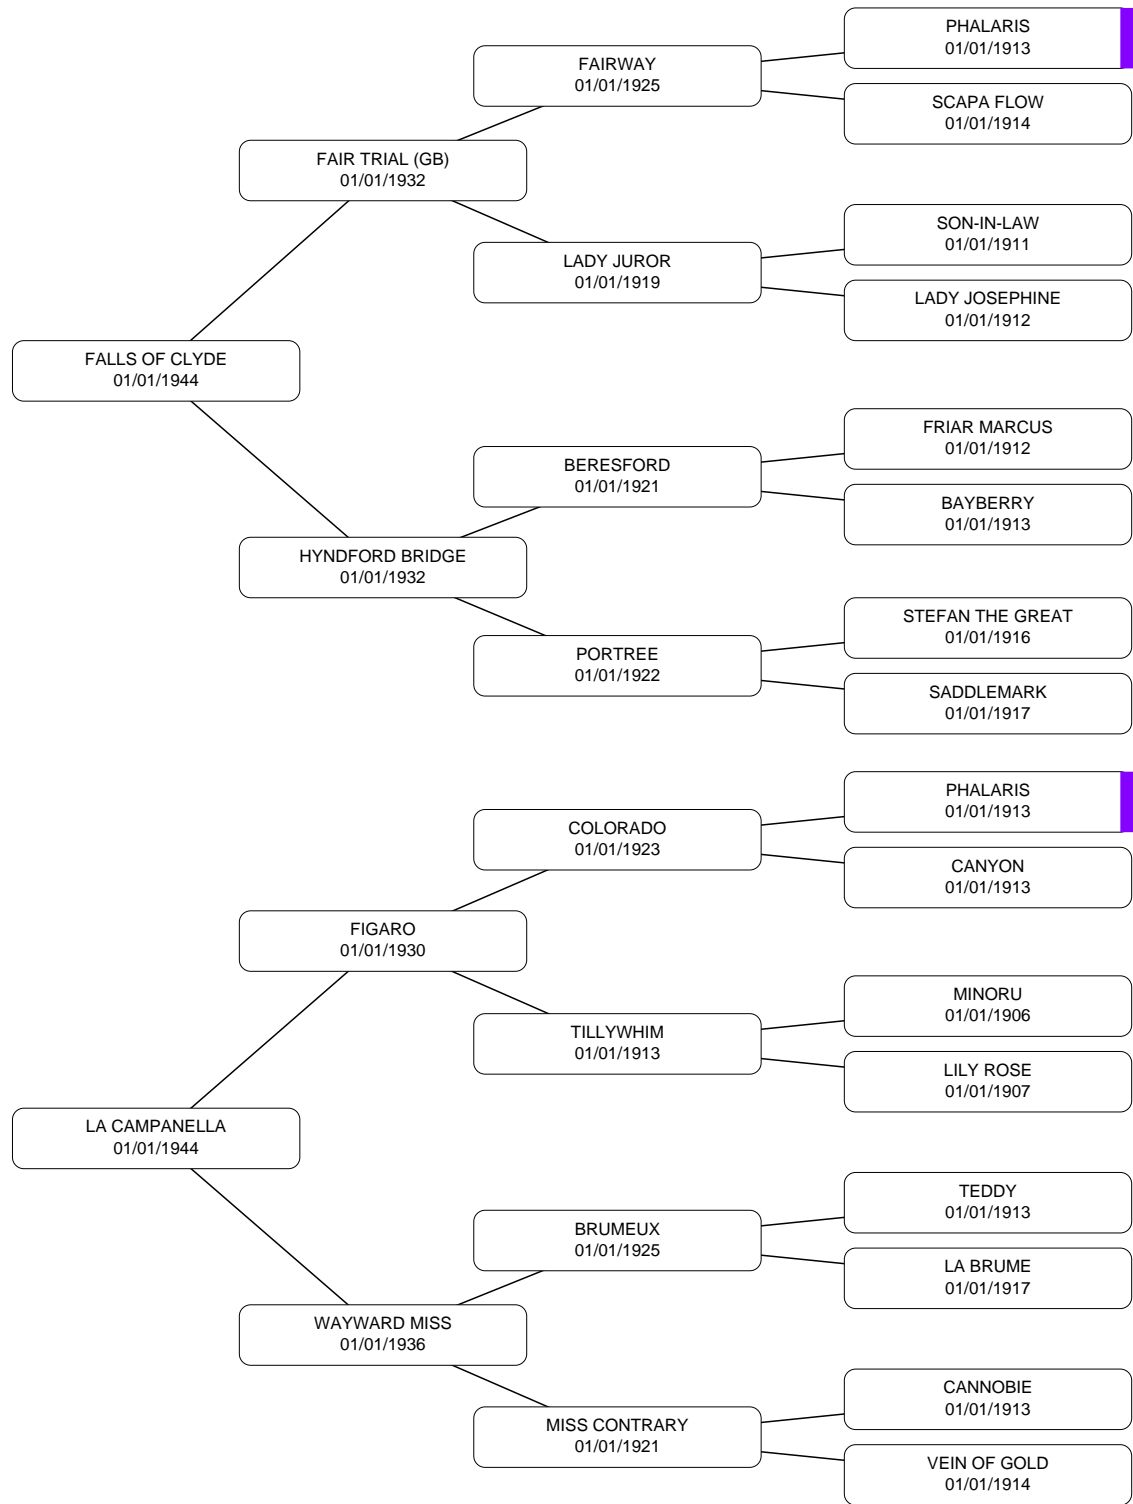 PHALARIS
01/01/1913
FAIRWAY
01/01/1925
SCAPA FLOW
01/01/1914
FAIR TRIAL (GB)
01/01/1932
SON-IN-LAW
01/01/1911
LADY JUROR
01/01/1919
LADY JOSEPHINE
01/01/1912
FALLS OF CLYDE
01/01/1944
FRIAR MARCUS
01/01/1912
BERESFORD
01/01/1921
BAYBERRY
01/01/1913
HYNDFORD BRIDGE
01/01/1932
STEFAN THE GREAT
01/01/1916
PORTREE
01/01/1922
SADDLEMARK
01/01/1917
PHALARIS
01/01/1913
COLORADO
01/01/1923
CANYON
01/01/1913
FIGARO
01/01/1930
MINORU
01/01/1906
TILLYWHIM
01/01/1913
LILY ROSE
01/01/1907
LA CAMPANELLA
01/01/1944
TEDDY
01/01/1913
BRUMEUX
01/01/1925
LA BRUME
01/01/1917
WAYWARD MISS
01/01/1936
CANNOBIE
01/01/1913
MISS CONTRARY
01/01/1921
VEIN OF GOLD
01/01/1914